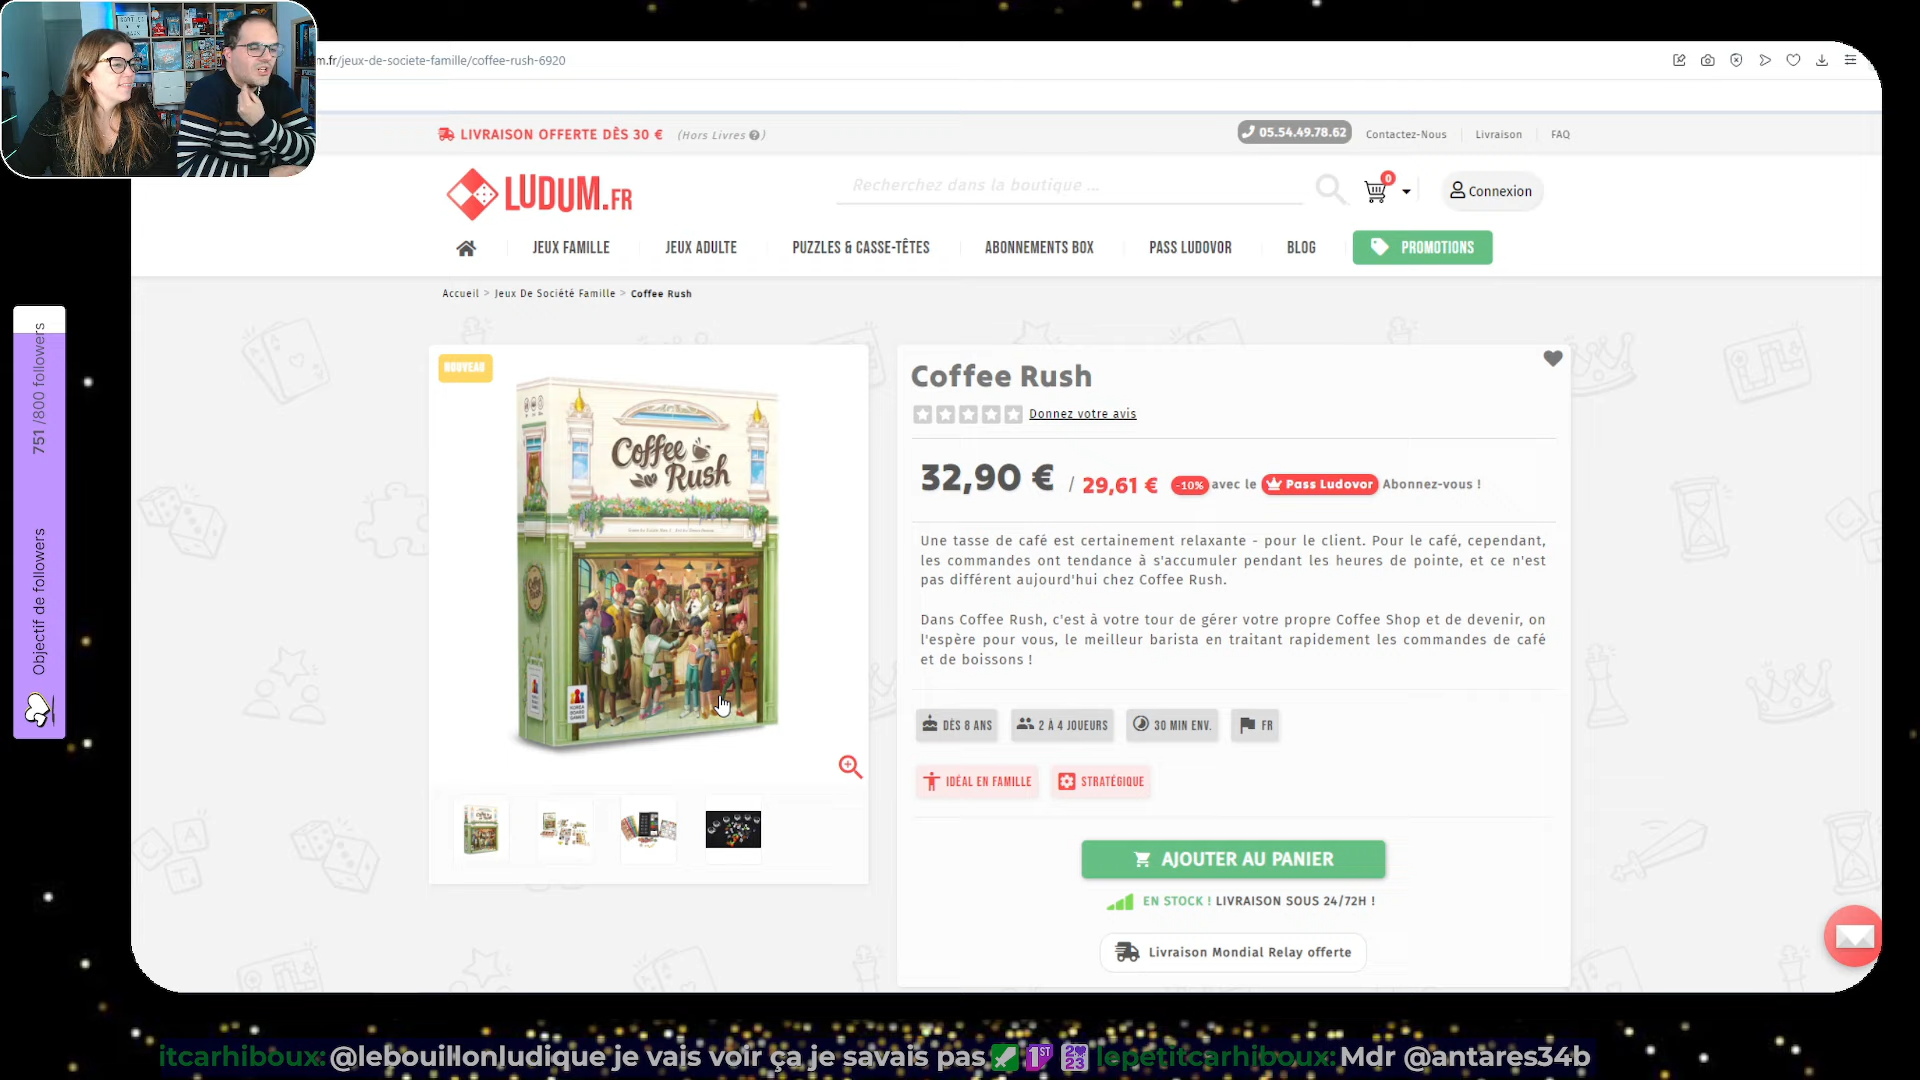 m.fr/jeux-de-societe-famille/coffee-rush-6920
LIVRAISON OFFERTE DÈS 30 € (Hors Livres ?)
05.54.49.78.62
Contactez-Nous
Livraison
FAQ
LUDUM.FR
Recherchez dans la boutique ...
0
Connexion
JEUX FAMILLE
JEUX ADULTE
PUZZLES & CASSE-TÊTES
ABONNEMENTS BOX
PASS LUDOVOR
BLOG
PROMOTIONS
Accueil > Jeux De Société Famille > Coffee Rush
NOUVEAU
Coffee Rush
KOREA BOARD GAMES
Coffee Rush
Donnez votre avis
32,90 € / 29,61 € -10% avec le Pass Ludovor Abonnez-vous !
Une tasse de café est certainement relaxante - pour le client. Pour le café, cependant,
les commandes ont tendance à s'accumuler pendant les heures de pointe, et ce n'est
pas différent aujourd'hui chez Coffee Rush.
Dans Coffee Rush, c'est à votre tour de gérer votre propre Coffee Shop et de devenir, on
l'espère pour vous, le meilleur barista en traitant rapidement les commandes de café
et de boissons !
DÈS 8 ANS
2 À 4 JOUEURS
30 MIN ENV.
FR
IDÉAL EN FAMILLE
STRATÉGIQUE
AJOUTER AU PANIER
EN STOCK ! LIVRAISON SOUS 24/72H !
Livraison Mondial Relay offerte
751 /800 followers
Objectif de followers
itcarhiboux: @lebouillonludique je vais voir ça je savais pas 1ST 2023 lepetitcarhiboux: Mdr @antares34b